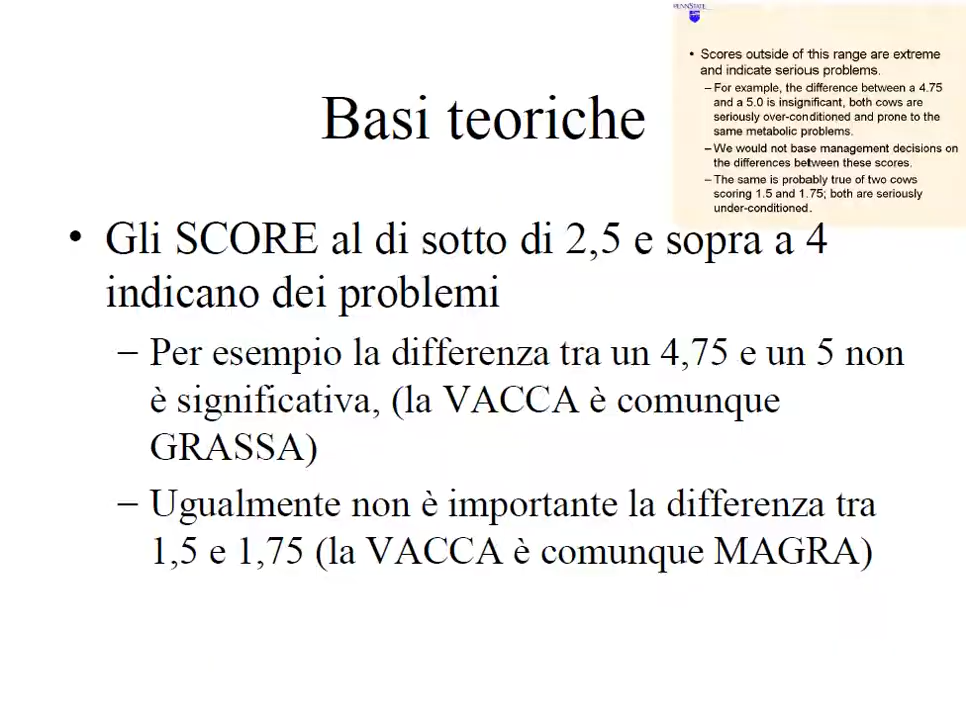 PENNSTATE
• Scores outside of this range are extreme
and indicate serious problems.
– For example, the difference between a 4.75
and a 5.0 is insignificant, both cows are
seriously over-conditioned and prone to the
same metabolic problems.
– We would not base management decisions on
the differences between these scores.
– The same is probably true of two cows
scoring 1.5 and 1.75; both are seriously
under-conditioned.
Basi teoriche
• Gli SCORE al di sotto di 2,5 e sopra a 4
indicano dei problemi
– Per esempio la differenza tra un 4,75 e un 5 non
è significativa, (la VACCA è comunque
GRASSA)
– Ugualmente non è importante la differenza tra
1,5 e 1,75 (la VACCA è comunque MAGRA)